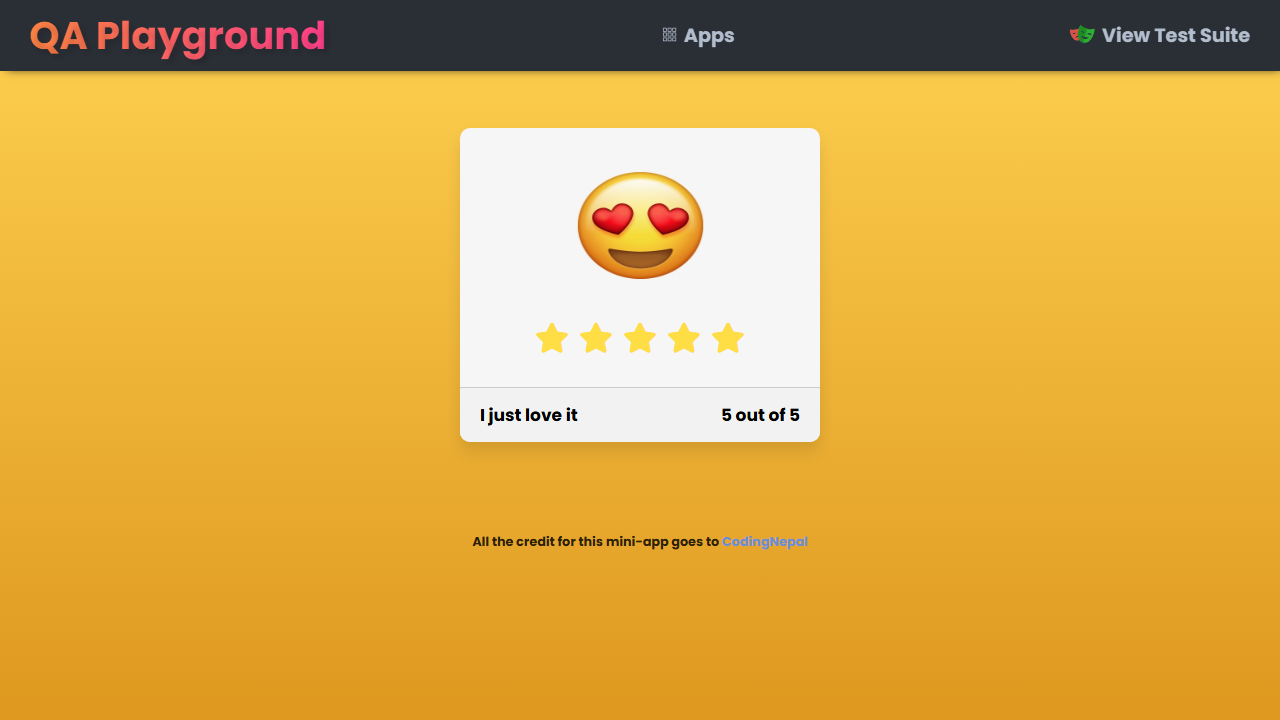 QA Playground
Apps
View Test Suite
I just love it
5 out of 5
All the credit for this mini-app goes to CodingNepal